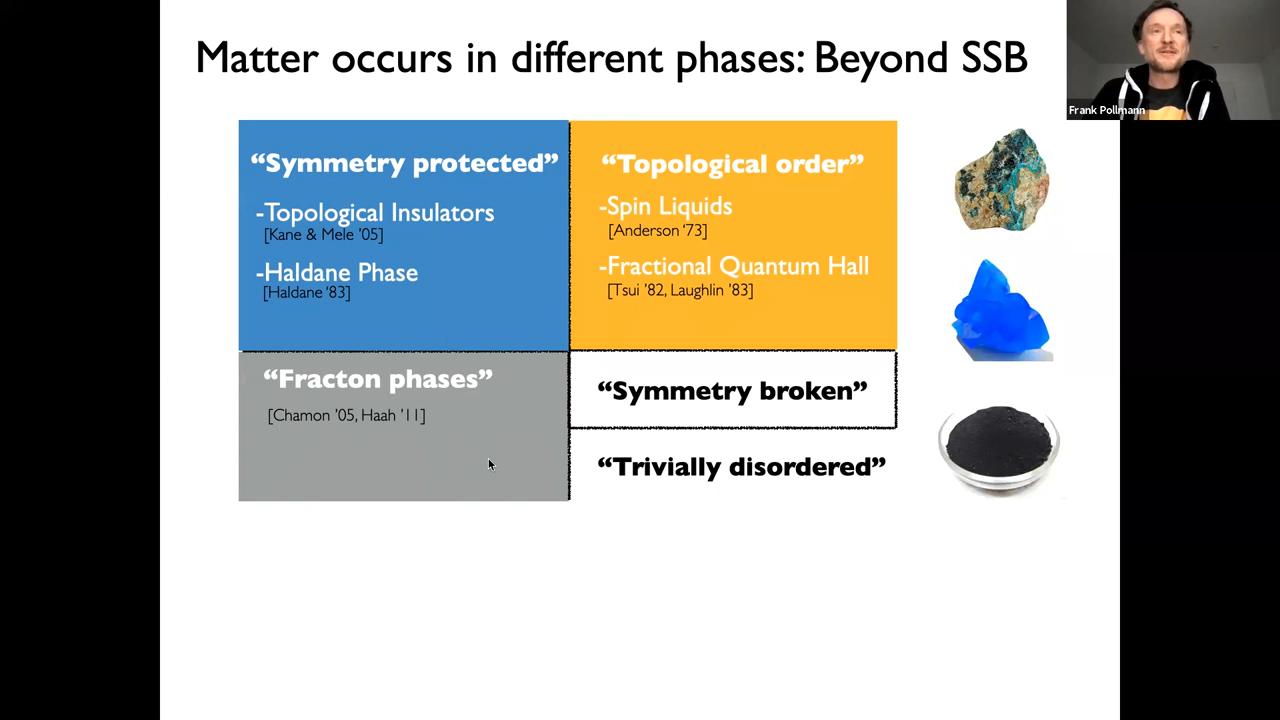 Matter occurs in different phases: Beyond SSB
Frank Pollmann
“Symmetry protected”
-Topological Insulators
[Kane & Mele ’05]
-Haldane Phase
[Haldane ’83]
“Topological order”
-Spin Liquids
[Anderson ‘73]
-Fractional Quantum Hall
[Tsui ’82, Laughlin ’83]
“Fracton phases”
[Chamon ’05, Haah ’11]
“Symmetry broken”
“Trivially disordered”